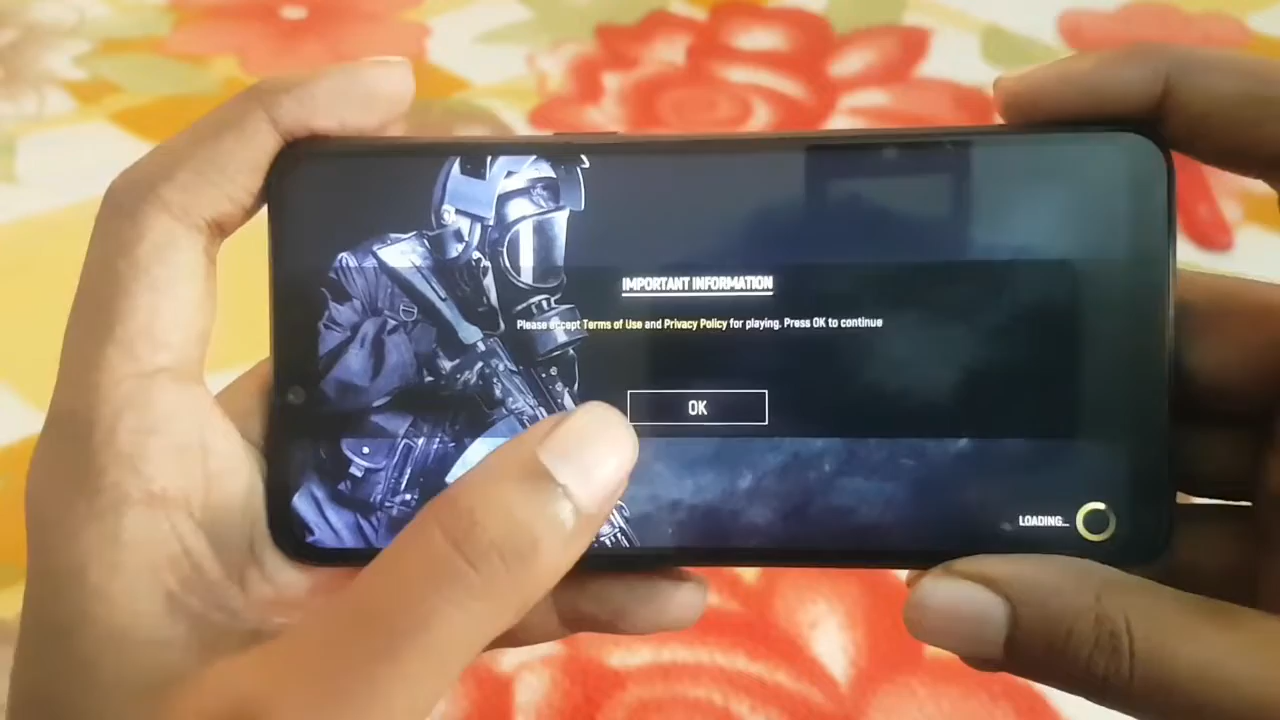 IMPORTANT INFORMATION
Please accept Terms of Use and Privacy Policy for playing. Press OK to continue
OK
LOADING...